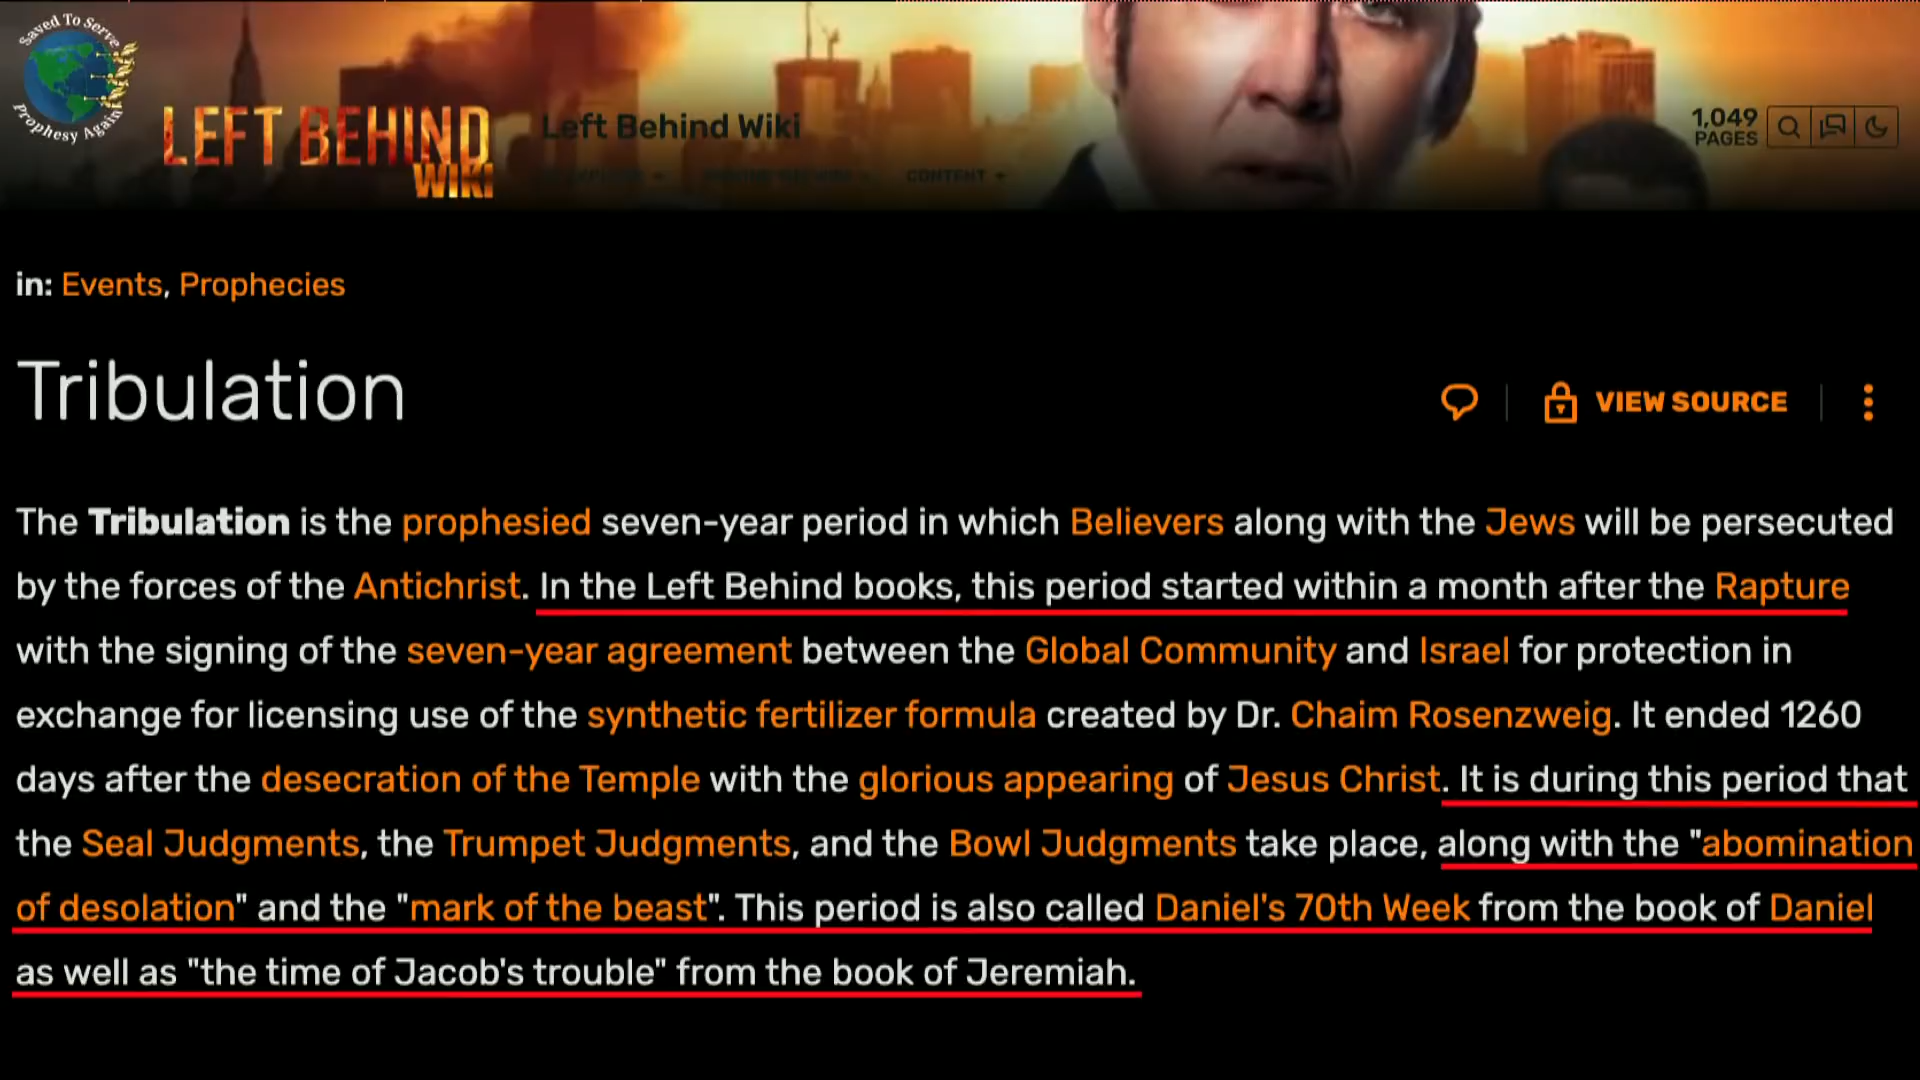 Saved To Serve
Prophesy Again
LEFT BEHIND
WIKI
Left Behind Wiki
CONTENT
1,049
PAGES
in: Events, Prophecies
Tribulation
VIEW SOURCE
The Tribulation is the prophesied seven-year period in which Believers along with the Jews will be persecuted
by the forces of the Antichrist. In the Left Behind books, this period started within a month after the Rapture
with the signing of the seven-year agreement between the Global Community and Israel for protection in
exchange for licensing use of the synthetic fertilizer formula created by Dr. Chaim Rosenzweig. It ended 1260
days after the desecration of the Temple with the glorious appearing of Jesus Christ. It is during this period that
the Seal Judgments, the Trumpet Judgments, and the Bowl Judgments take place, along with the "abomination
of desolation" and the "mark of the beast". This period is also called Daniel's 70th Week from the book of Daniel
as well as "the time of Jacob's trouble" from the book of Jeremiah.